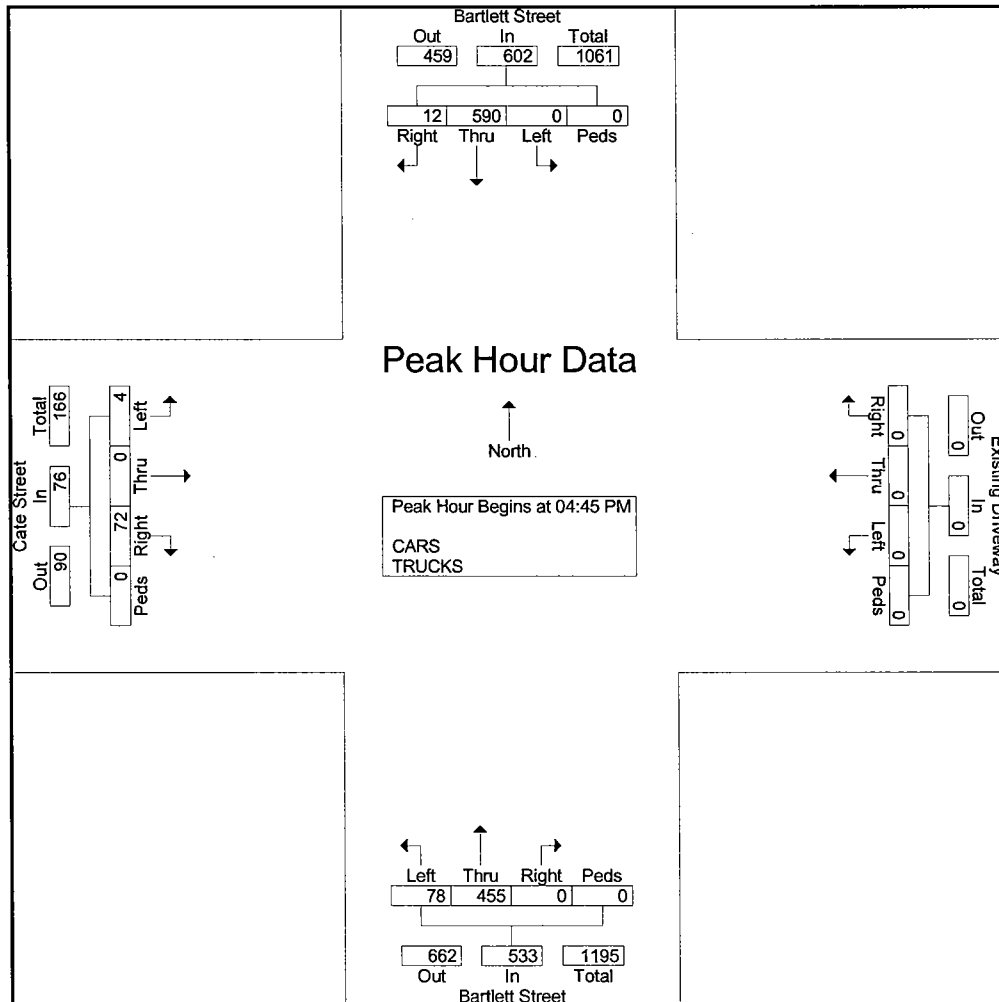 Bartlett Street
Out In Total
459 602 1061
12 590 0 0
Right Thru Left Peds
Peak Hour Data
North
Peak Hour Begins at 04:45 PM
CARS
TRUCKS
Cate Street
Out In Total
90 76 166
4 0 72 0
Left Thru Right Peds
Right Thru Left Peds
0 0 0 0
Out In Total
0 0 0
Existing Driveway
Left Thru Right Peds
78 455 0 0
662 533 1195
Out In Total
Bartlett Street